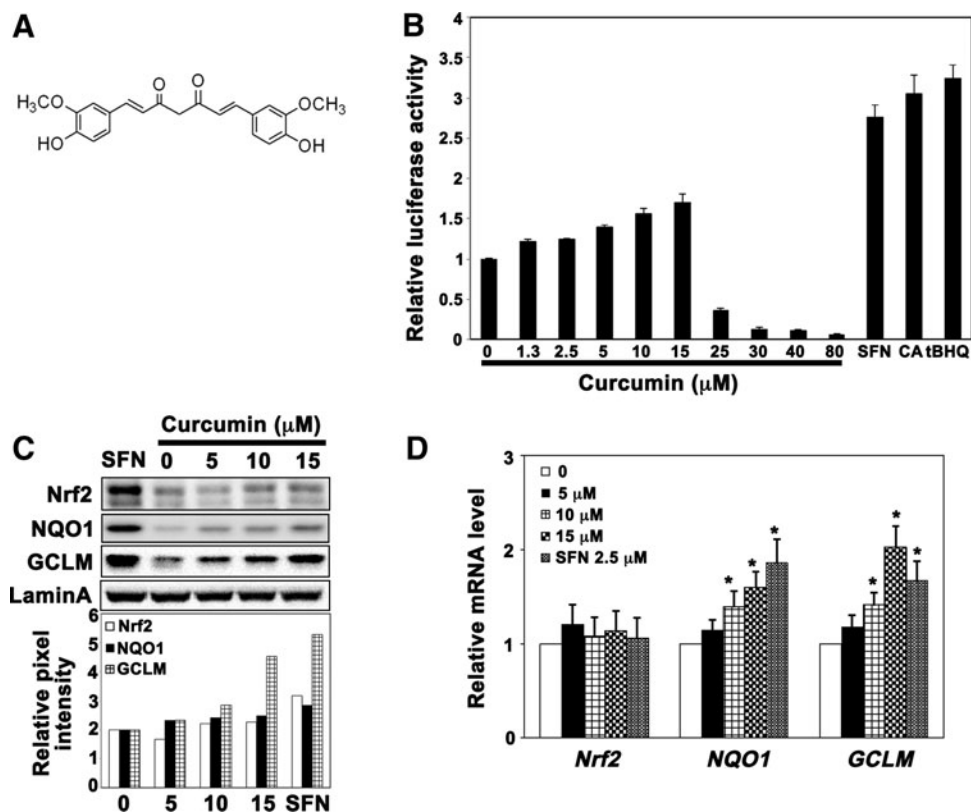 A
O O
H₃CO OCH₃
HO OH
B
Relative luciferase activity
4
3.5
3
2.5
2
1.5
1
0.5
0
0 1.3 2.5 5 10 15 25 30 40 80 SFN CA tBHQ
Curcumin (µM)
C
Curcumin (µM)
SFN 0 5 10 15
Nrf2
NQO1
GCLM
LaminA
Relative pixel
intensity
6
5
4
3
2
1
0
Nrf2
NQO1
GCLM
0 5 10 15 SFN
D
Relative mRNA level
3
2
1
0
0
5 µM
10 µM
15 µM
SFN 2.5 µM
* * * * * *
Nrf2 NQO1 GCLM